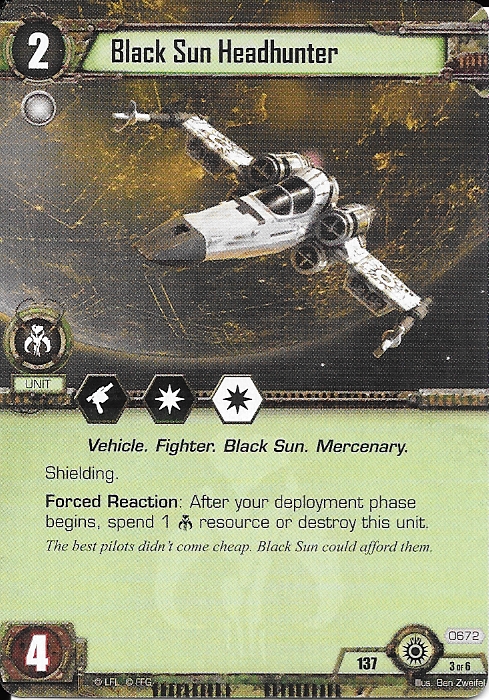 2
Black Sun Headhunter
UNIT
Vehicle. Fighter. Black Sun. Mercenary.
Shielding.
Forced Reaction: After your deployment phase
begins, spend 1 resource or destroy this unit.
The best pilots didn't come cheap. Black Sun could afford them.
4
0672
137
3 OF 6
© LFL © FFG
Illus. Ben Zweifel